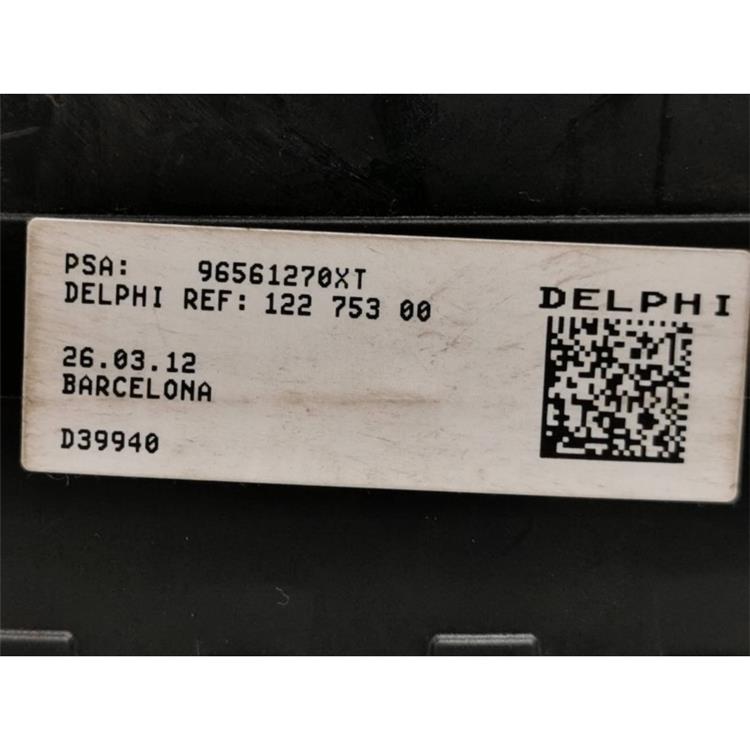 PSA: 96561270XT
DELPHI REF: 122 753 00
26.03.12
BARCELONA
D39940
DELPHI